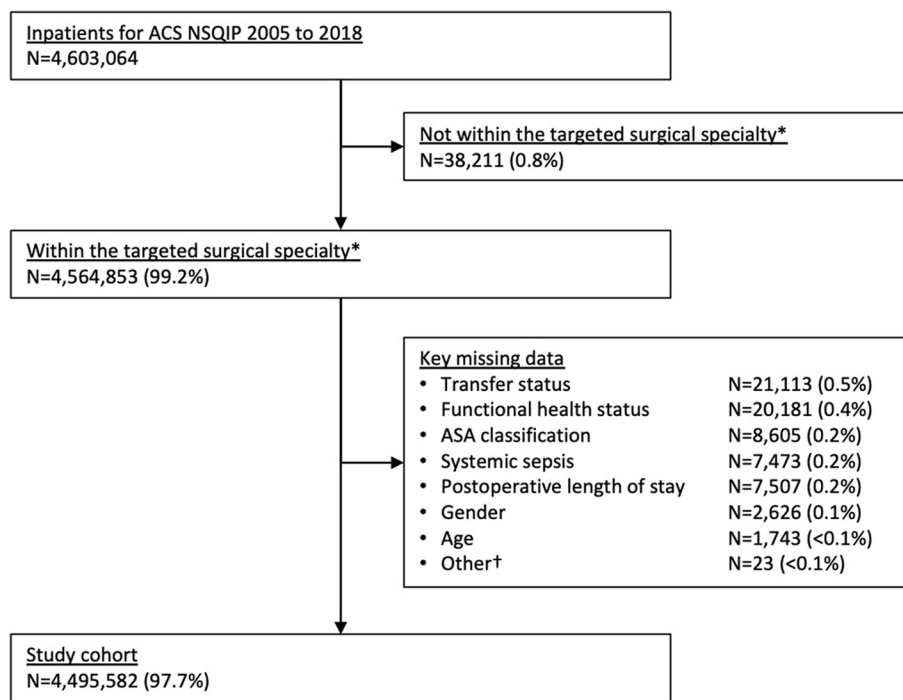 Inpatients for ACS NSQIP 2005 to 2018
N=4,603,064
Not within the targeted surgical specialty*
N=38,211 (0.8%)
Within the targeted surgical specialty*
N=4,564,853 (99.2%)
Key missing data
• Transfer status N=21,113 (0.5%)
• Functional health status N=20,181 (0.4%)
• ASA classification N=8,605 (0.2%)
• Systemic sepsis N=7,473 (0.2%)
• Postoperative length of stay N=7,507 (0.2%)
• Gender N=2,626 (0.1%)
• Age N=1,743 (<0.1%)
• Other† N=23 (<0.1%)
Study cohort
N=4,495,582 (97.7%)